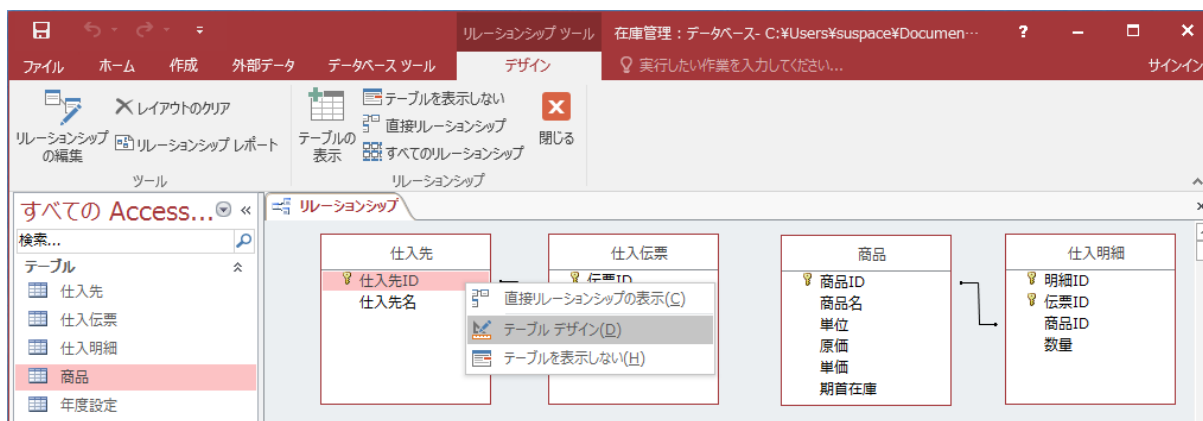 リレーションシップ ツール 在庫管理：データベース- C:¥Users¥suspace¥Documen… ?
ファイル ホーム 作成 外部データ データベース ツール デザイン 実行したい作業を入力してください... サインイン
リレーションシップ
の編集
レイアウトのクリア
リレーションシップ レポート
ツール
テーブルの
表示
テーブルを表示しない
直接リレーションシップ
すべてのリレーションシップ
閉じる
リレーションシップ
すべての Access...
検索...
テーブル
仕入先
仕入伝票
仕入明細
商品
年度設定
リレーションシップ
仕入先
仕入先ID
仕入先名
仕入伝票
伝票ID
直接リレーションシップの表示(C)
テーブル デザイン(D)
テーブルを表示しない(H)
商品
商品ID
商品名
単位
原価
単価
期首在庫
仕入明細
明細ID
伝票ID
商品ID
数量